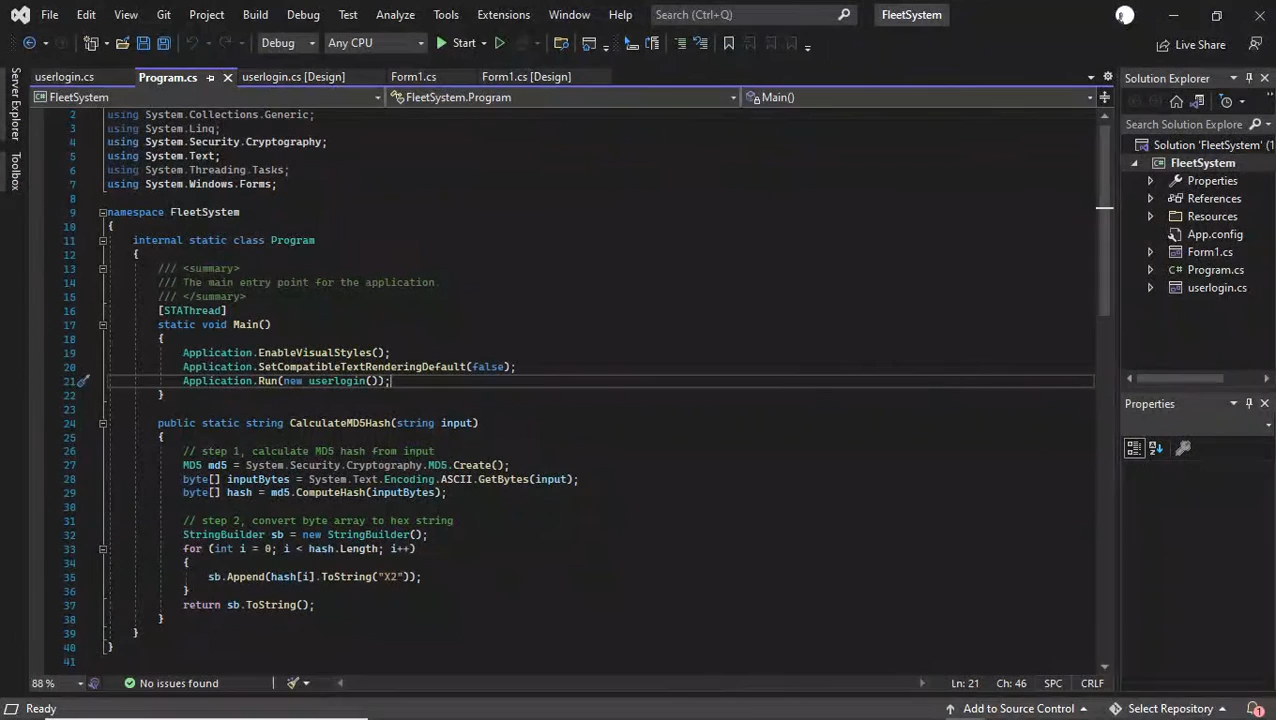 File Edit View Git Project Build Debug Test Analyze Tools Extensions Window Help Search (Ctrl+Q) FleetSystem
Debug Any CPU Start Live Share
userlogin.cs Program.cs userlogin.cs [Design] Form1.cs Form1.cs [Design]
FleetSystem FleetSystem.Program Main()
Server Explorer
Toolbox
2 using System.Collections.Generic;
3 using System.Linq;
4 using System.Security.Cryptography;
5 using System.Text;
6 using System.Threading.Tasks;
7 using System.Windows.Forms;
8
9 namespace FleetSystem
10 {
11 internal static class Program
12 {
13 /// <summary>
14 /// The main entry point for the application.
15 /// </summary>
16 [STAThread]
17 static void Main()
18 {
19 Application.EnableVisualStyles();
20 Application.SetCompatibleTextRenderingDefault(false);
21 Application.Run(new userlogin());
22 }
23
24 public static string CalculateMD5Hash(string input)
25 {
26 // step 1, calculate MD5 hash from input
27 MD5 md5 = System.Security.Cryptography.MD5.Create();
28 byte[] inputBytes = System.Text.Encoding.ASCII.GetBytes(input);
29 byte[] hash = md5.ComputeHash(inputBytes);
30
31 // step 2, convert byte array to hex string
32 StringBuilder sb = new StringBuilder();
33 for (int i = 0; i < hash.Length; i++)
34 {
35 sb.Append(hash[i].ToString("X2"));
36 }
37 return sb.ToString();
38 }
39 }
40 }
41
88 % No issues found Ln: 21 Ch: 46 SPC CRLF
Solution Explorer
Search Solution Explore
Solution 'FleetSystem' (1
FleetSystem
Properties
References
Resources
App.config
Form1.cs
Program.cs
userlogin.cs
Properties
Ready Add to Source Control Select Repository 1